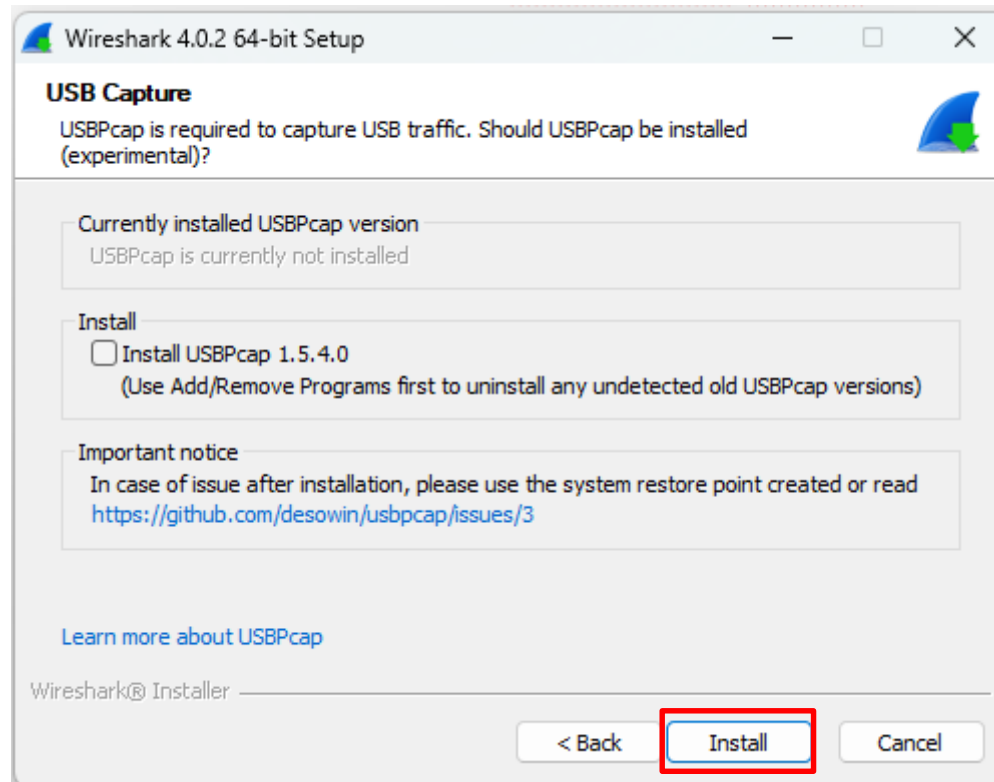 Wireshark 4.0.2 64-bit Setup
USB Capture
USBPcap is required to capture USB traffic. Should USBPcap be installed
(experimental)?
Currently installed USBPcap version
USBPcap is currently not installed
Install
Install USBPcap 1.5.4.0
(Use Add/Remove Programs first to uninstall any undetected old USBPcap versions)
Important notice
In case of issue after installation, please use the system restore point created or read
https://github.com/desowin/usbpcap/issues/3
Learn more about USBPcap
Wireshark® Installer
< Back Install Cancel